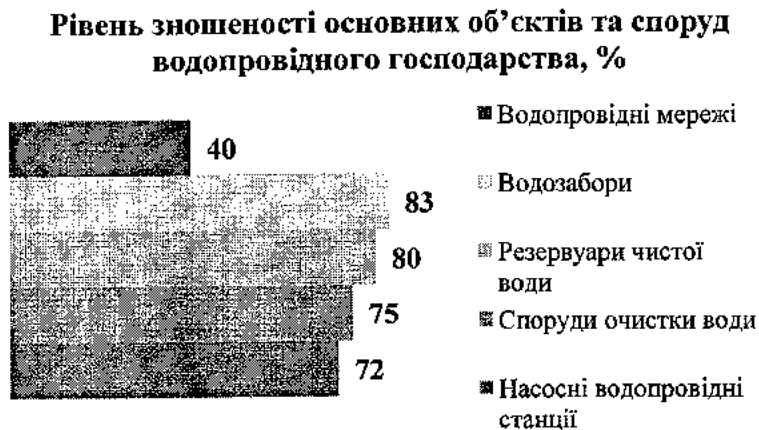 Рівень зношеності основних об’єктів та споруд
водопровідного господарства, %
40
83
80
75
72
Водопровідні мережі
Водозабори
Резервуари чистої
води
Споруди очистки води
Насосні водопровідні
станції